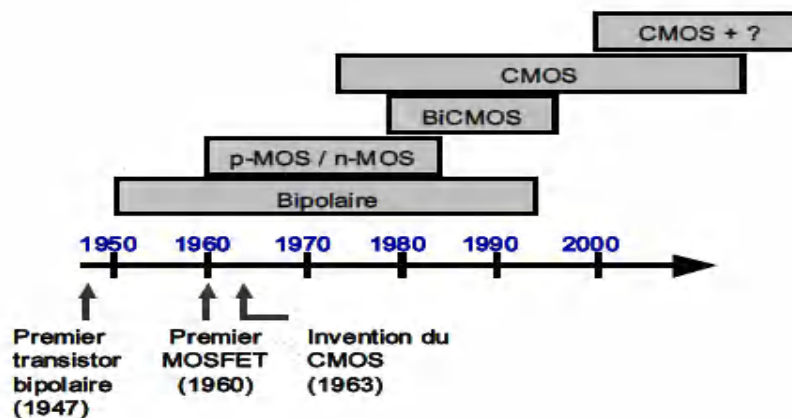 CMOS + ?
CMOS
BiCMOS
p-MOS / n-MOS
Bipolaire
1950 1960 1970 1980 1990 2000
Premier
transistor
bipolaire
(1947)
Premier
MOSFET
(1960)
Invention du
CMOS
(1963)